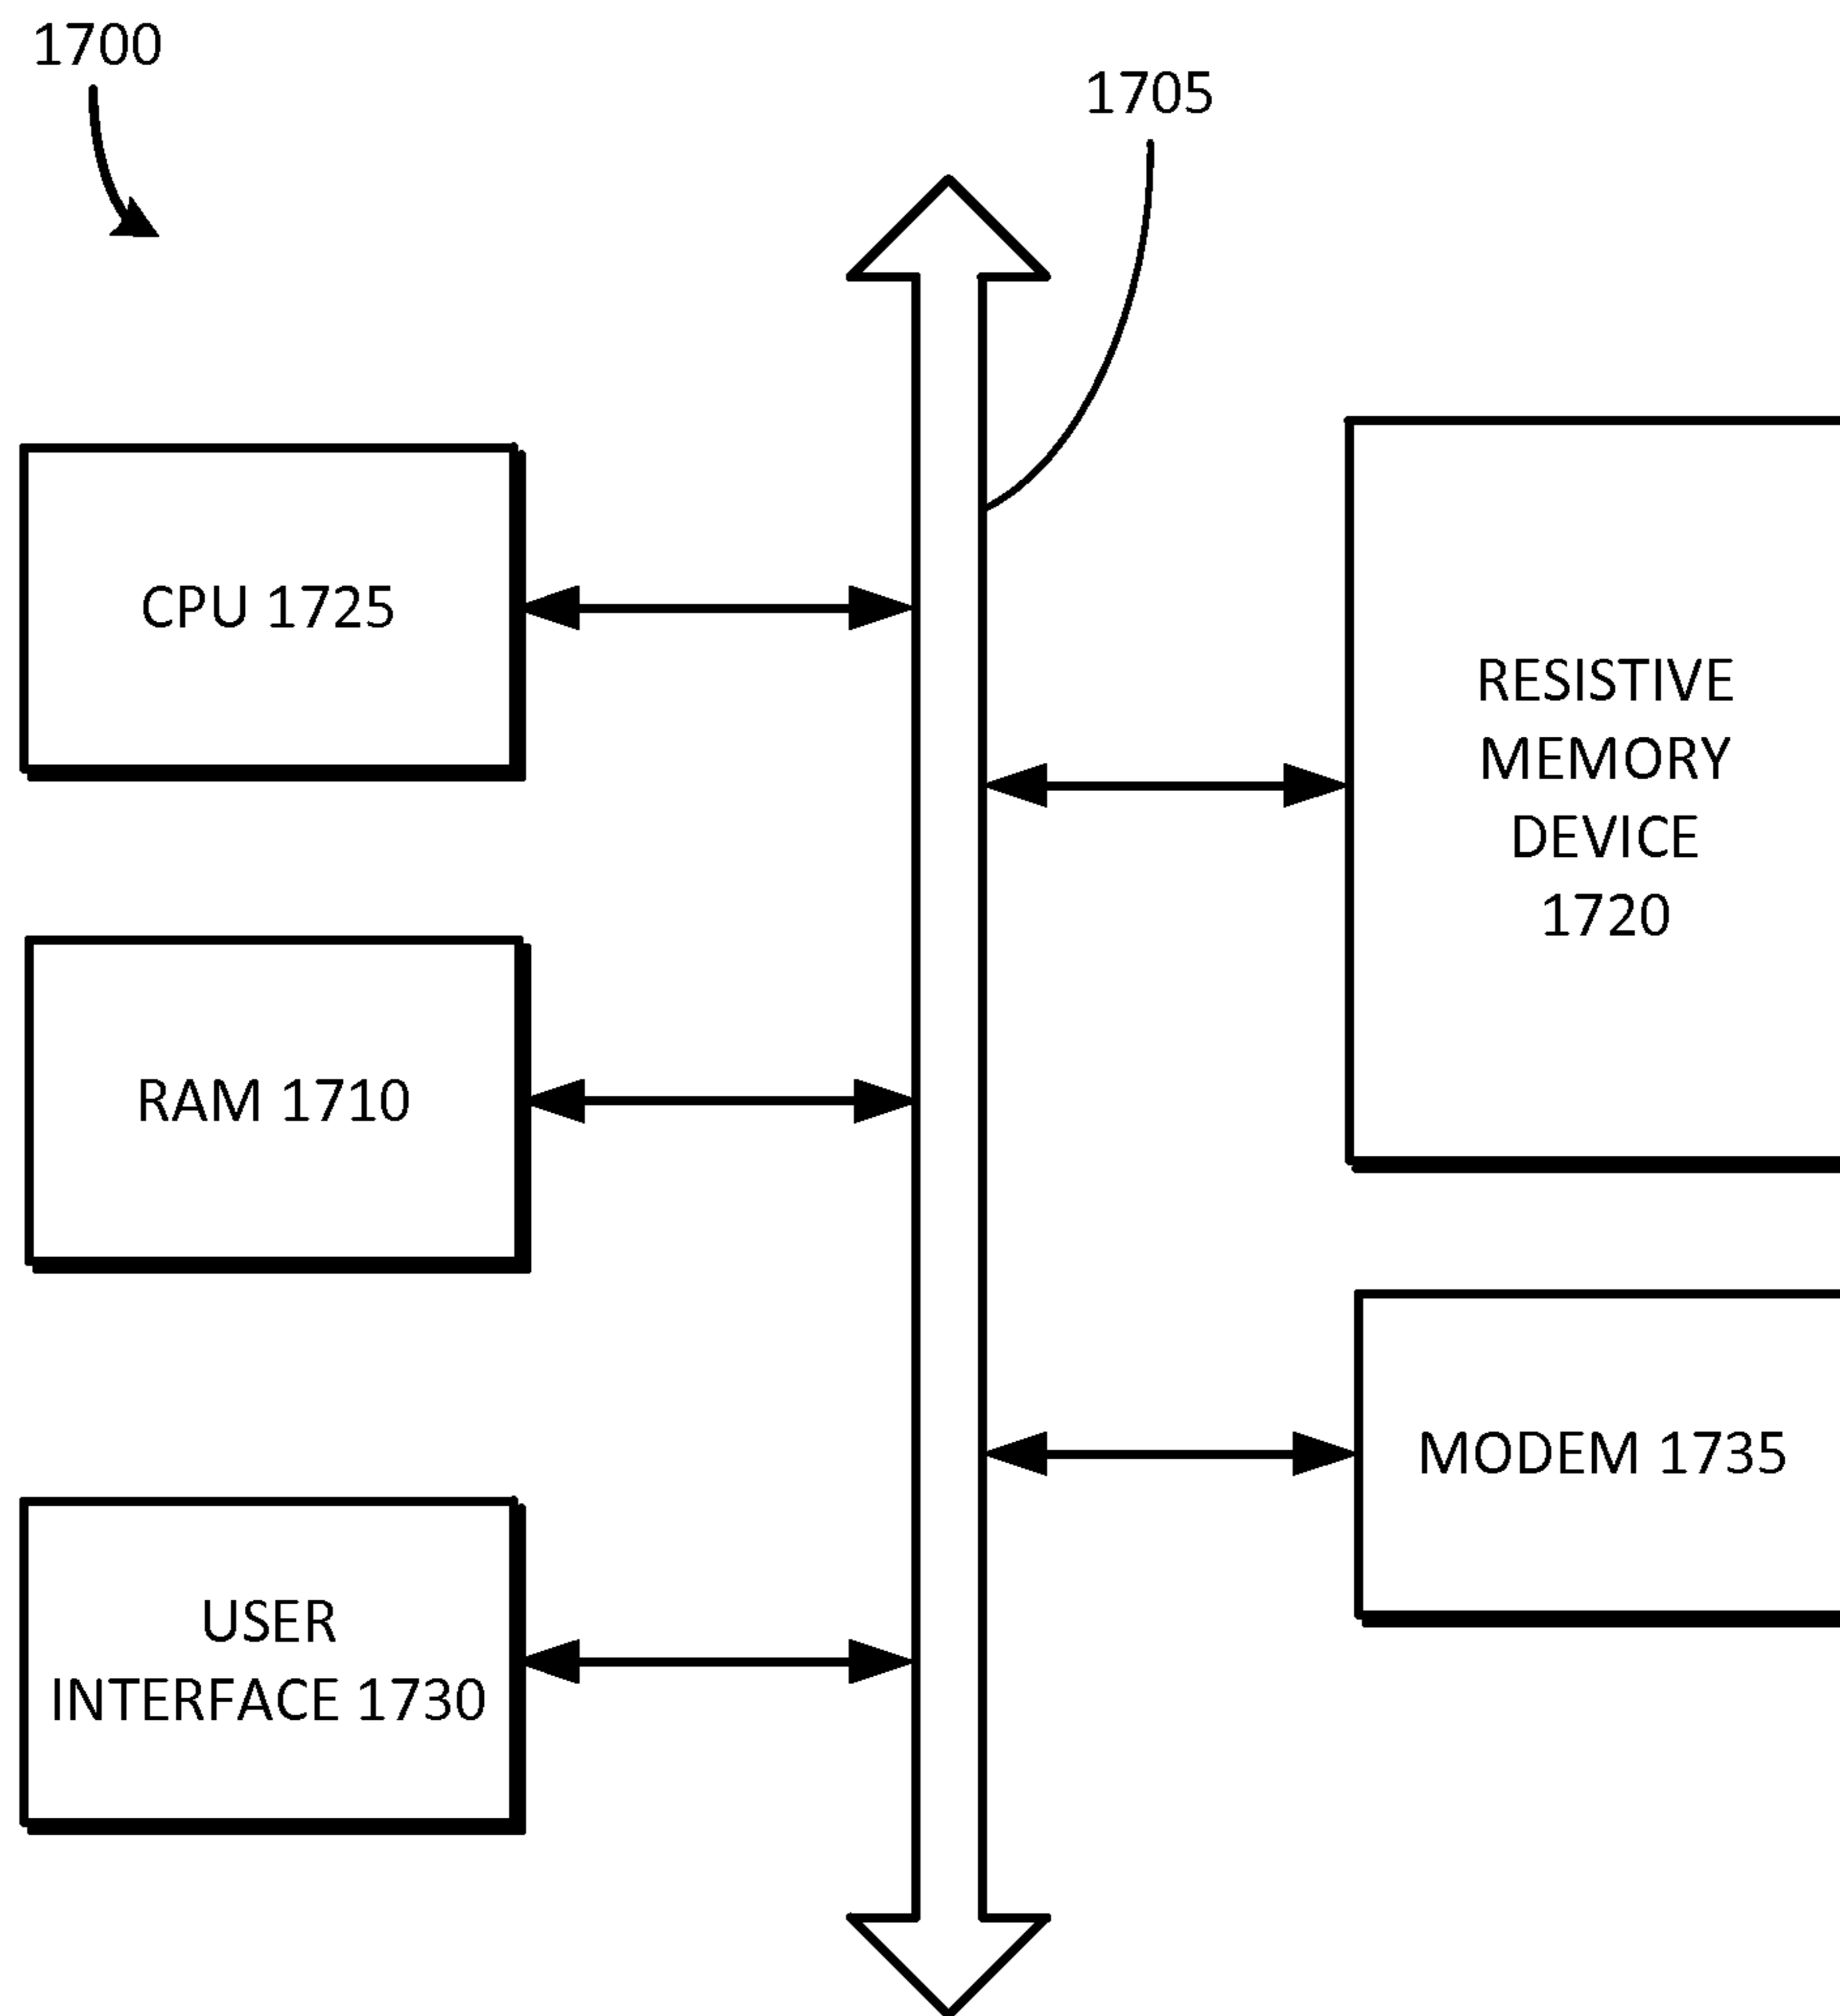 1700
1705
CPU 1725
RESISTIVE
MEMORY
DEVICE
1720
RAM 1710
MODEM 1735
USER
INTERFACE 1730